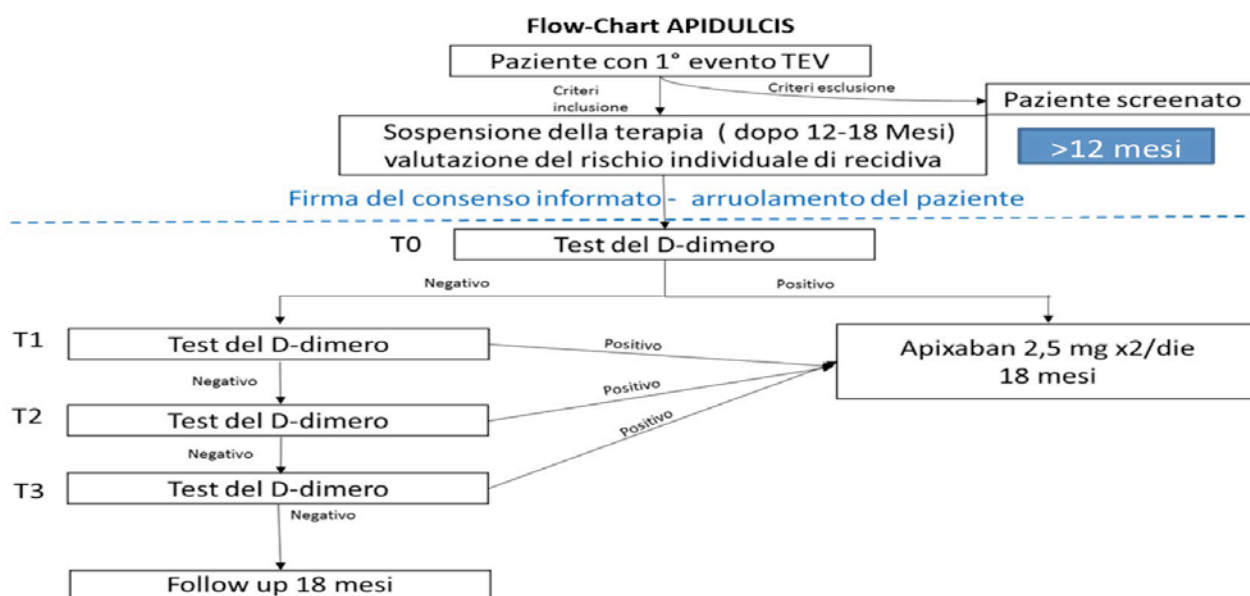 Flow-Chart APIDULCIS
Paziente con 1° evento TEV
Criteri
inclusione
Criteri esclusione
Paziente screenato
Sospensione della terapia ( dopo 12-18 Mesi)
valutazione del rischio individuale di recidiva
>12 mesi
Firma del consenso informato - arruolamento del paziente
T0
Test del D-dimero
Negativo
Positivo
T1
Test del D-dimero
Positivo
Apixaban 2,5 mg x2/die
18 mesi
Negativo
T2
Test del D-dimero
Positivo
Negativo
T3
Test del D-dimero
Positivo
Negativo
Follow up 18 mesi